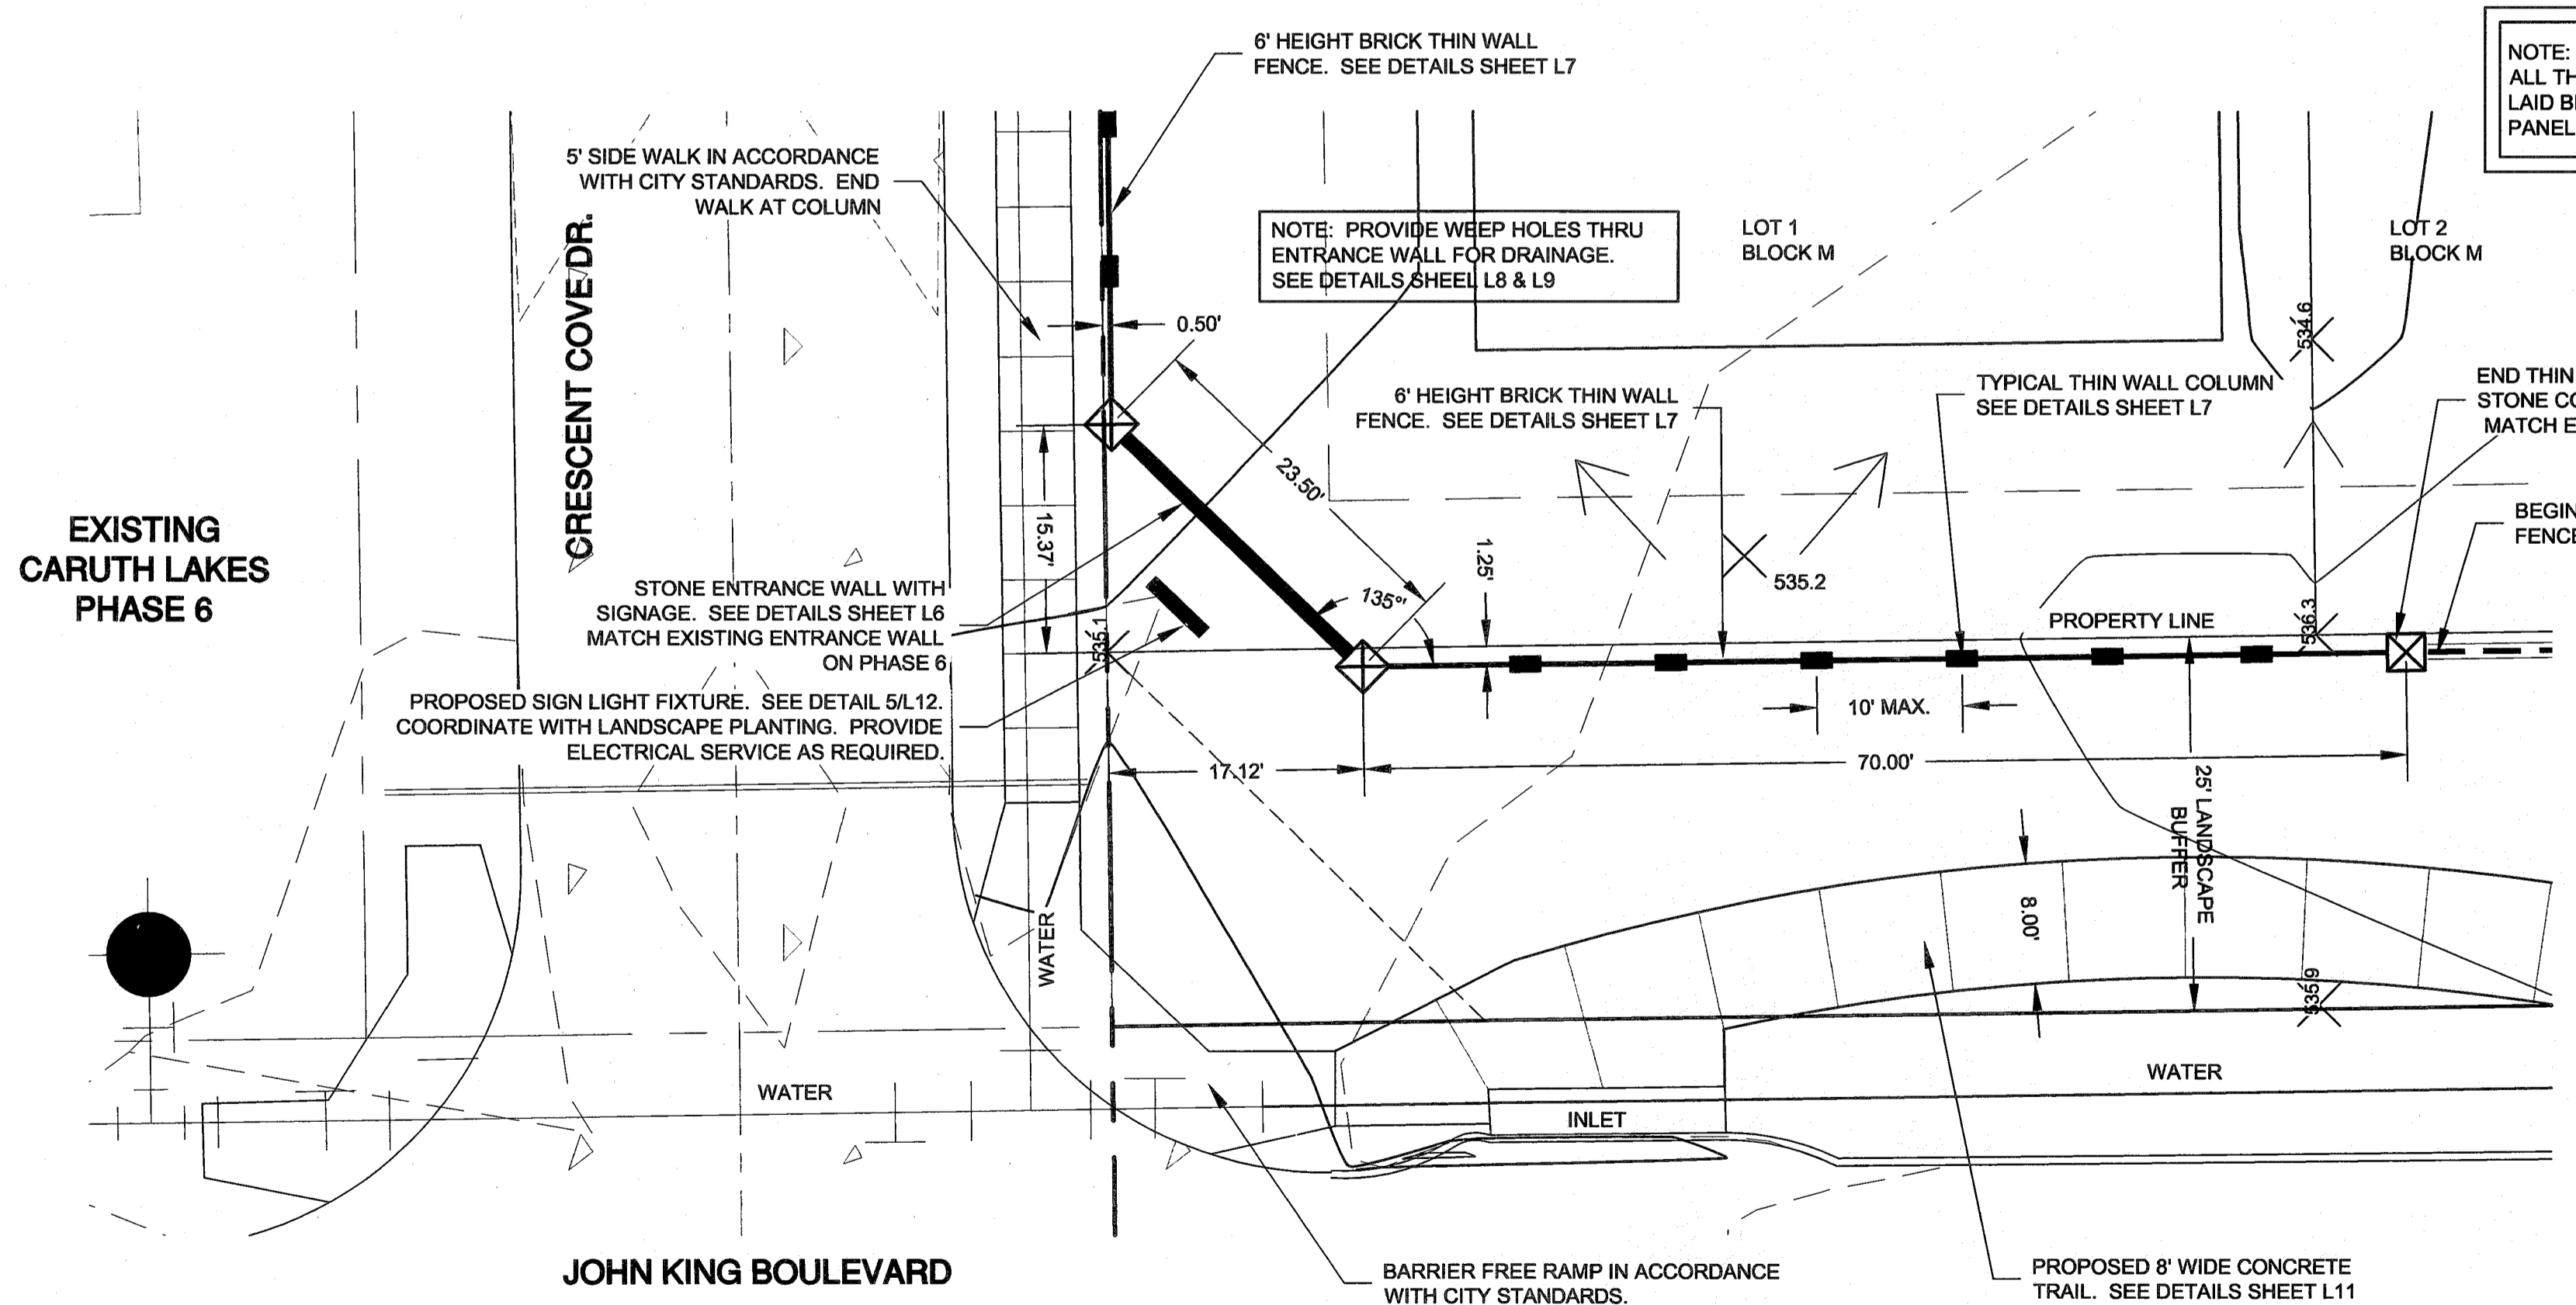 6' HEIGHT BRICK THIN WALL
FENCE. SEE DETAILS SHEET L7
NOTE:
ALL TH
LAID B
PANEL
5' SIDE WALK IN ACCORDANCE
WITH CITY STANDARDS. END
WALK AT COLUMN
CRESCENT COVE DR.
NOTE: PROVIDE WEEP HOLES THRU
ENTRANCE WALL FOR DRAINAGE.
SEE DETAILS SHEEL L8 & L9
LOT 1
BLOCK M
LOT 2
BLOCK M
534.6
0.50'
6' HEIGHT BRICK THIN WALL
FENCE. SEE DETAILS SHEET L7
TYPICAL THIN WALL COLUMN
SEE DETAILS SHEET L7
END THIN
STONE CO
MATCH E
23.50'
15.37'
EXISTING
CARUTH LAKES
PHASE 6
BEGIN
FENCE
1.25'
535.2
135°
STONE ENTRANCE WALL WITH
SIGNAGE. SEE DETAILS SHEET L6
MATCH EXISTING ENTRANCE WALL
ON PHASE 6
535.1
PROPERTY LINE
536.3
PROPOSED SIGN LIGHT FIXTURE. SEE DETAIL 5/L12.
COORDINATE WITH LANDSCAPE PLANTING. PROVIDE
ELECTRICAL SERVICE AS REQUIRED.
10' MAX.
17.12'
70.00'
25' LANDSCAPE
BUFFER
8.00'
WATER
535.9
WATER
WATER
INLET
JOHN KING BOULEVARD
BARRIER FREE RAMP IN ACCORDANCE
WITH CITY STANDARDS.
PROPOSED 8' WIDE CONCRETE
TRAIL. SEE DETAILS SHEET L11